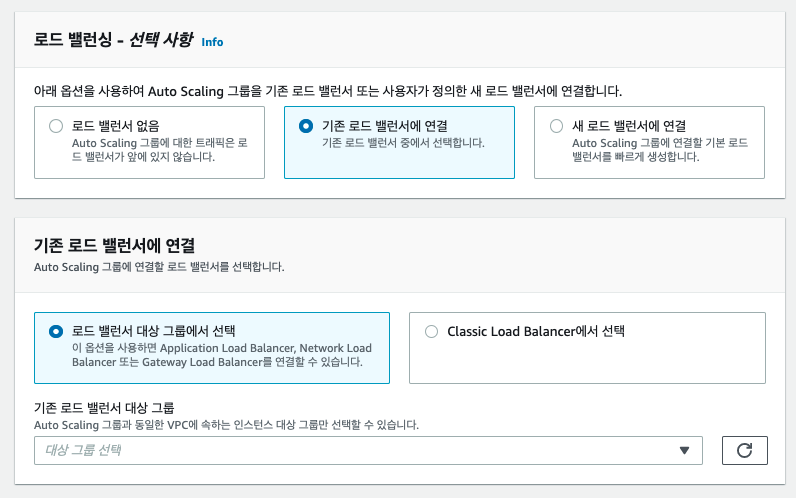 로드 밸런싱 - 선택 사항 Info
아래 옵션을 사용하여 Auto Scaling 그룹을 기존 로드 밸런서 또는 사용자가 정의한 새 로드 밸런서에 연결합니다.
로드 밸런서 없음
Auto Scaling 그룹에 대한 트래픽은 로
드 밸런서가 앞에 있지 않습니다.
기존 로드 밸런서에 연결
기존 로드 밸런서 중에서 선택합니다.
새 로드 밸런서에 연결
Auto Scaling 그룹에 연결할 기본 로드
밸런서를 빠르게 생성합니다.
기존 로드 밸런서에 연결
Auto Scaling 그룹에 연결할 로드 밸런서를 선택합니다.
로드 밸런서 대상 그룹에서 선택
이 옵션을 사용하면 Application Load Balancer, Network Load
Balancer 또는 Gateway Load Balancer를 연결할 수 있습니다.
Classic Load Balancer에서 선택
기존 로드 밸런서 대상 그룹
Auto Scaling 그룹과 동일한 VPC에 속하는 인스턴스 대상 그룹만 선택할 수 있습니다.
대상 그룹 선택